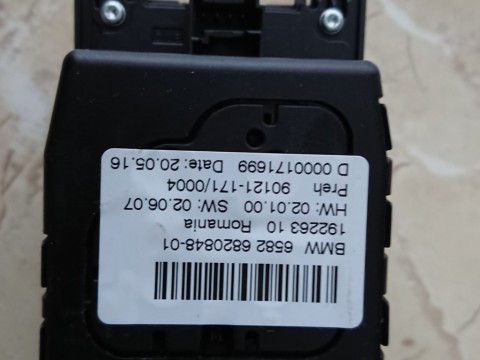 BMW 6582 6820848-01
192263 10 Romania
HW: 02.01.00 SW: 02.06.07
Preh 90121-171/0004
D 0000171699 Date: 20.05.16